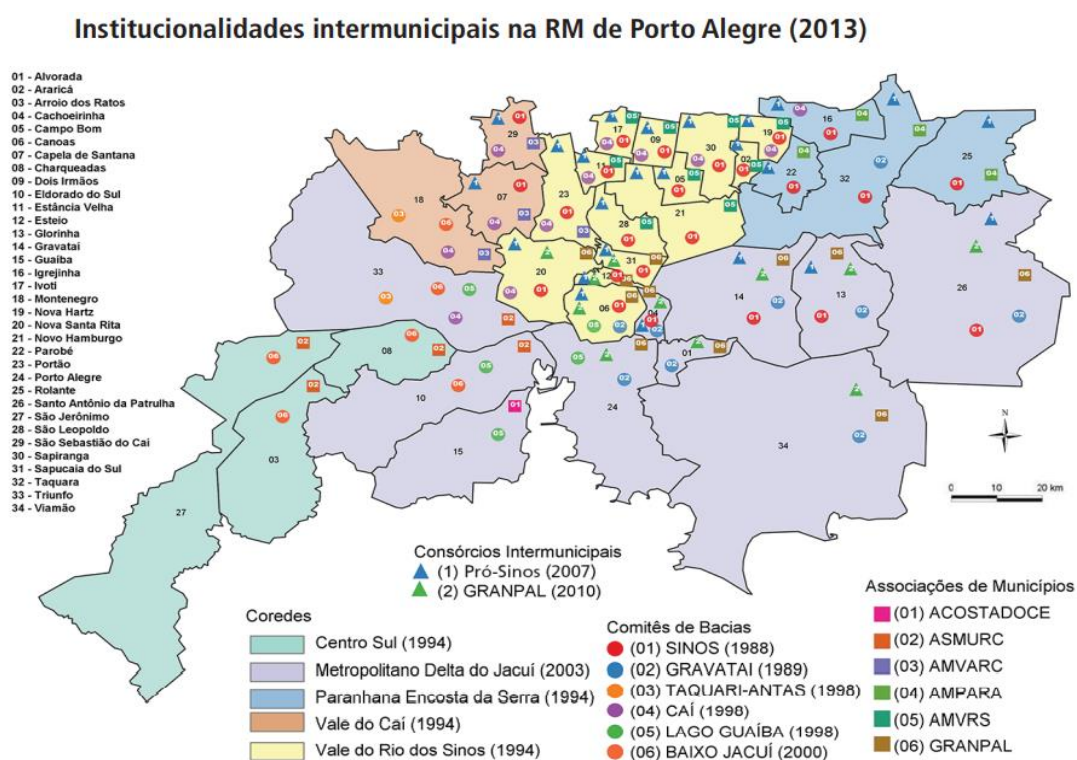 Institucionalidades intermunicipais na RM de Porto Alegre (2013)
01 - Alvorada
02 - Araricá
03 - Arroio dos Ratos
04 - Cachoeirinha
05 - Campo Bom
06 - Canoas
07 - Capela de Santana
08 - Charqueadas
09 - Dois Irmãos
10 - Eldorado do Sul
11 - Estância Velha
12 - Esteio
13 - Glorinha
14 - Gravataí
15 - Guaíba
16 - Igrejinha
17 - Ivoti
18 - Montenegro
19 - Nova Hartz
20 - Nova Santa Rita
21 - Novo Hamburgo
22 - Parobé
23 - Portão
24 - Porto Alegre
25 - Rolante
26 - Santo Antônio da Patrulha
27 - São Jerônimo
28 - São Leopoldo
29 - São Sebastião do Caí
30 - Sapiranga
31 - Sapucaia do Sul
32 - Taquara
33 - Triunfo
34 - Viamão
N
0 10 20 km
Consórcios Intermunicipais
(1) Pró-Sinos (2007)
(2) GRANPAL (2010)
Coredes
Centro Sul (1994)
Metropolitano Delta do Jacuí (2003)
Paranhana Encosta da Serra (1994)
Vale do Caí (1994)
Vale do Rio dos Sinos (1994)
Comitês de Bacias
(01) SINOS (1988)
(02) GRAVATAI (1989)
(03) TAQUARI-ANTAS (1998)
(04) CAÍ (1998)
(05) LAGO GUAÍBA (1998)
(06) BAIXO JACUÍ (2000)
Associações de Municípios
(01) ACOSTADOCE
(02) ASMURC
(03) AMVARC
(04) AMPARA
(05) AMVRS
(06) GRANPAL